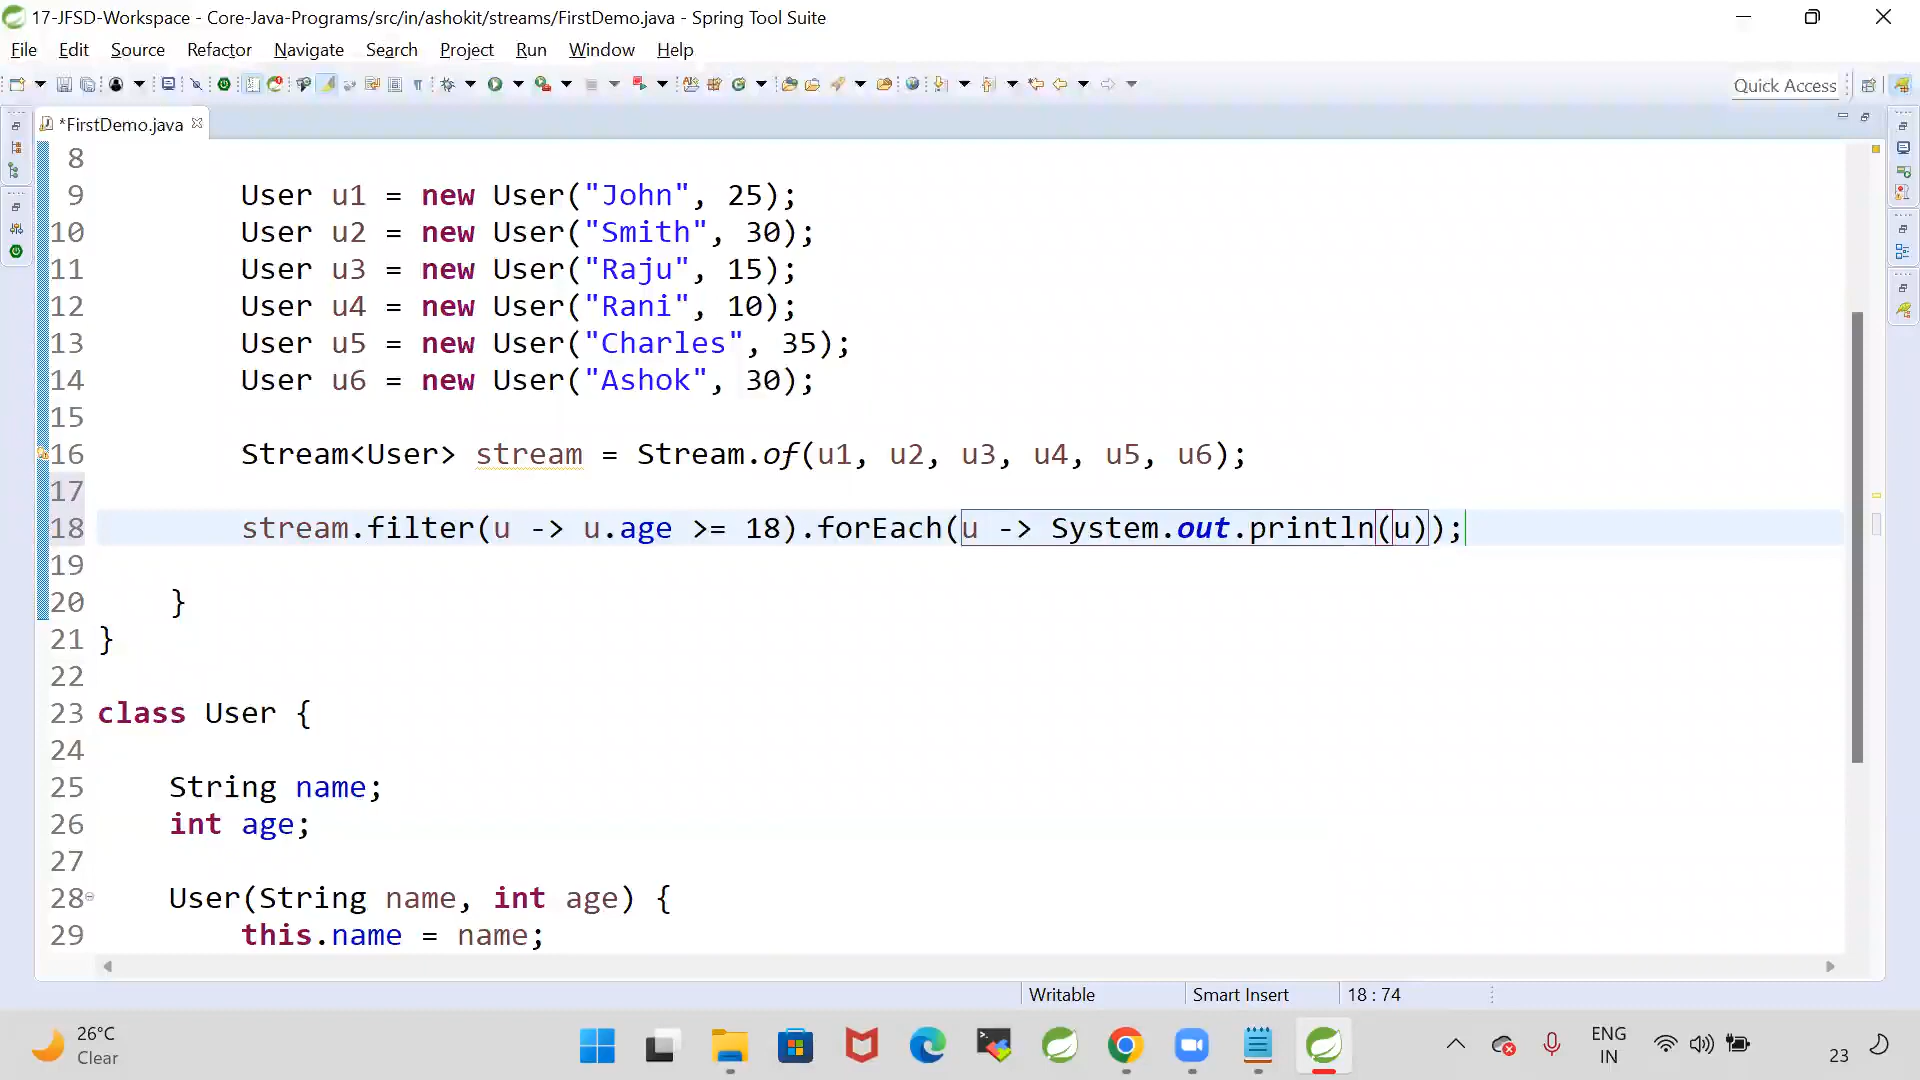 17-JFSD-Workspace - Core-Java-Programs/src/in/ashokit/streams/FirstDemo.java - Spring Tool Suite
File Edit Source Refactor Navigate Search Project Run Window Help
Quick Access
*FirstDemo.java
8
9 User u1 = new User("John", 25);
10 User u2 = new User("Smith", 30);
11 User u3 = new User("Raju", 15);
12 User u4 = new User("Rani", 10);
13 User u5 = new User("Charles", 35);
14 User u6 = new User("Ashok", 30);
15
16 Stream<User> stream = Stream.of(u1, u2, u3, u4, u5, u6);
17
18 stream.filter(u -> u.age >= 18).forEach(u -> System.out.println(u));
19
20 }
21 }
22
23 class User {
24
25 String name;
26 int age;
27
28 User(String name, int age) {
29 this.name = name;
Writable Smart Insert 18 : 74
26°C
Clear
ENG
IN
23